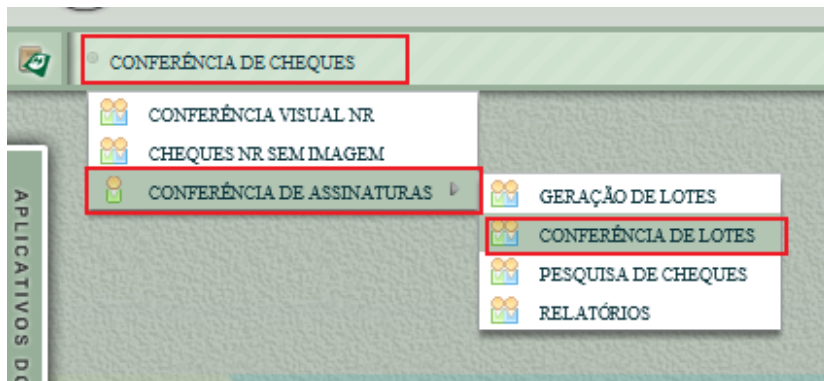 CONFERÊNCIA DE CHEQUES
CONFERÊNCIA VISUAL NR
CHEQUES NR SEM IMAGEM
CONFERÊNCIA DE ASSINATURAS
GERAÇÃO DE LOTES
CONFERÊNCIA DE LOTES
PESQUISA DE CHEQUES
RELATÓRIOS
APLICATIVOS